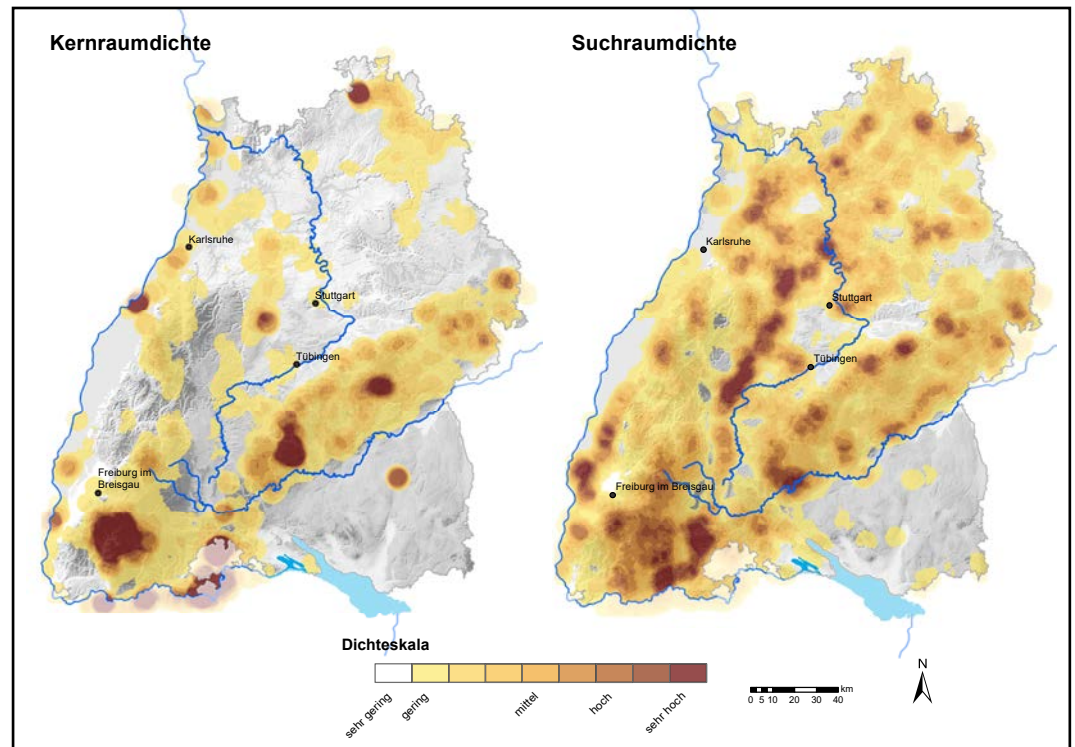 Kernraumdichte
Karlsruhe
Stuttgart
Tübingen
Freiburg im
Breisgau
Suchraumdichte
Karlsruhe
Stuttgart
Tübingen
Freiburg im Breisgau
Dichteskala
sehr gering
gering
mittel
hoch
sehr hoch
km
0 5 10 20 30 40
N